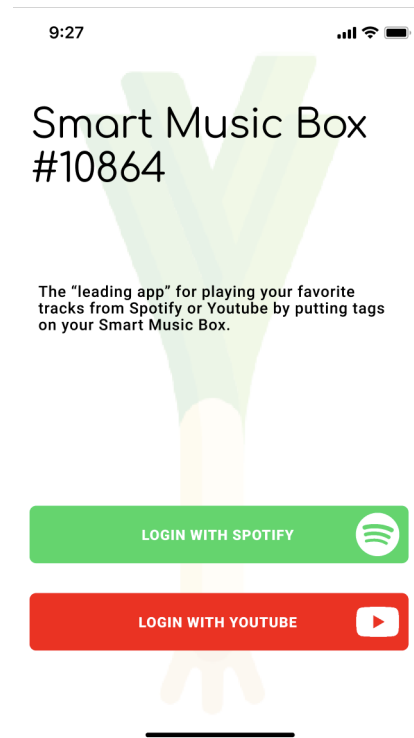 9:27
Smart Music Box
#10864
The “leading app” for playing your favorite
tracks from Spotify or Youtube by putting tags
on your Smart Music Box.
LOGIN WITH SPOTIFY
LOGIN WITH YOUTUBE